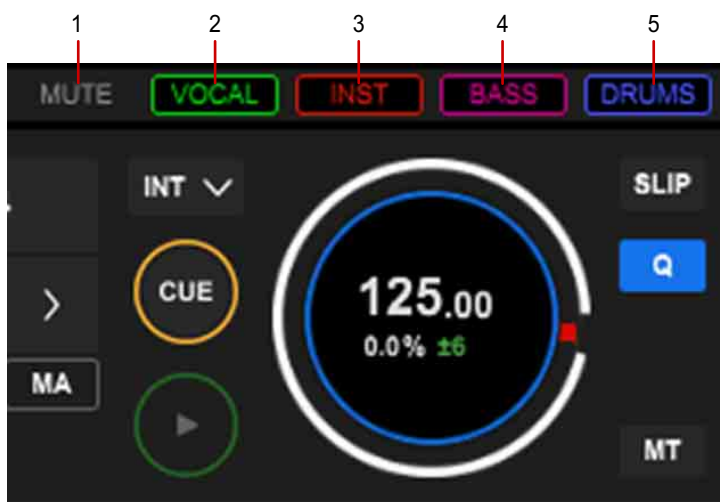 1 2 3 4 5
MUTE VOCAL INST BASS DRUMS
INT SLIP
CUE Q
125.00
0.0% ±6
MA
MT